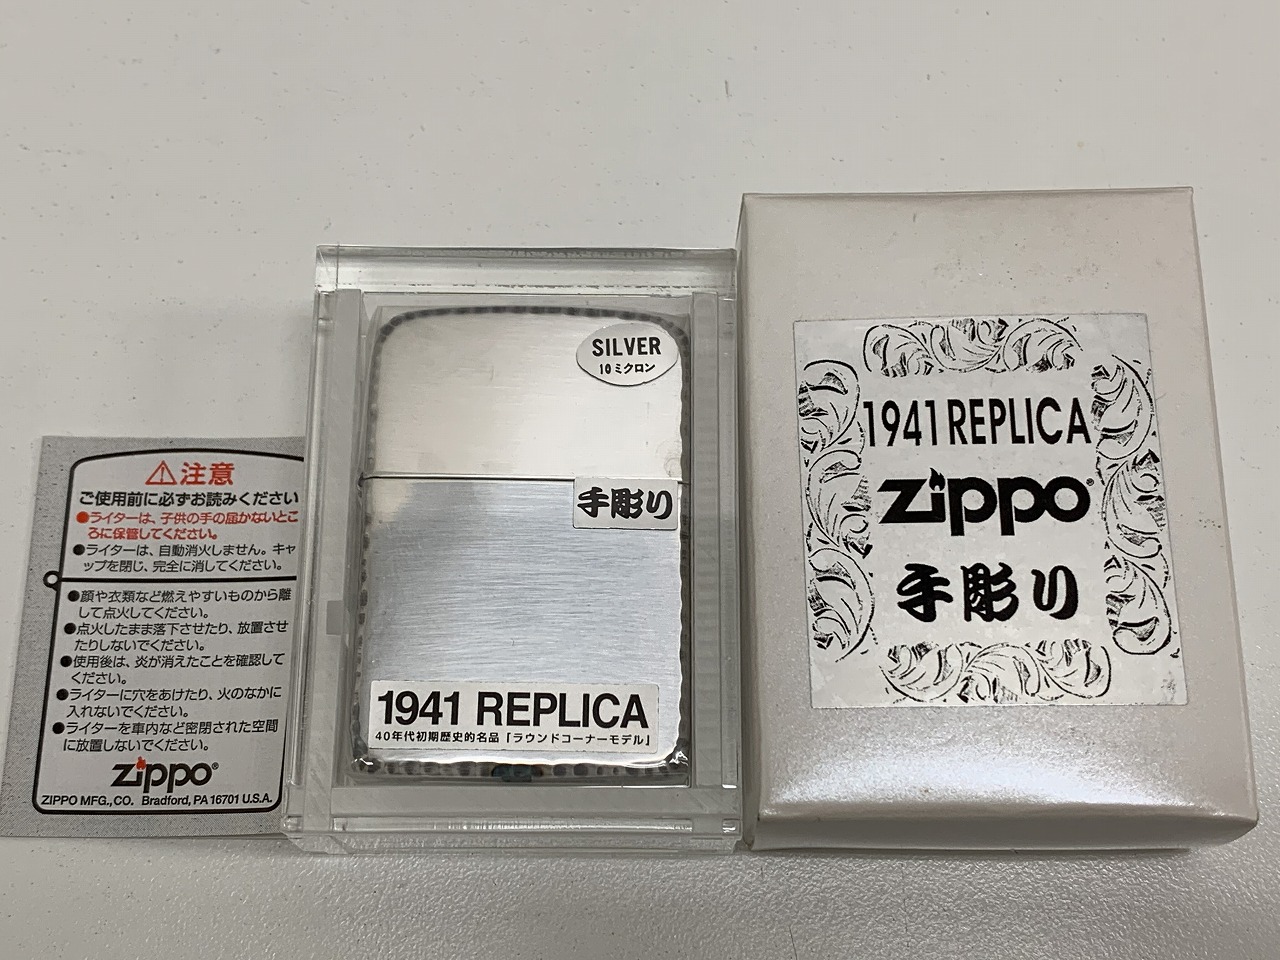 ⚠注意
ご使用前に必ずお読みください
●ライターは、子供の手の届かないとこ
ろに保管してください。
●ライターは、自動消火しません。キャ
ップを閉じ、完全に消してください。
●顔や衣類など燃えやすいものから離
して点火してください。
●点火したまま落下させたり、放置させ
たりしないでください。
●使用後は、炎が消えたことを確認して
ください。
●ライターに穴をあけたり、火のなかに
入れないでください。
●ライターを車内など密閉された空間
に放置しないでください。
zippo®
ZIPPO MFG.,CO. Bradford, PA 16701 U.S.A.
SILVER
10ミクロン
手彫り
1941 REPLICA
40年代初期歴史的名品「ラウンドコーナーモデル」
1941 REPLICA
zippo®
手彫り